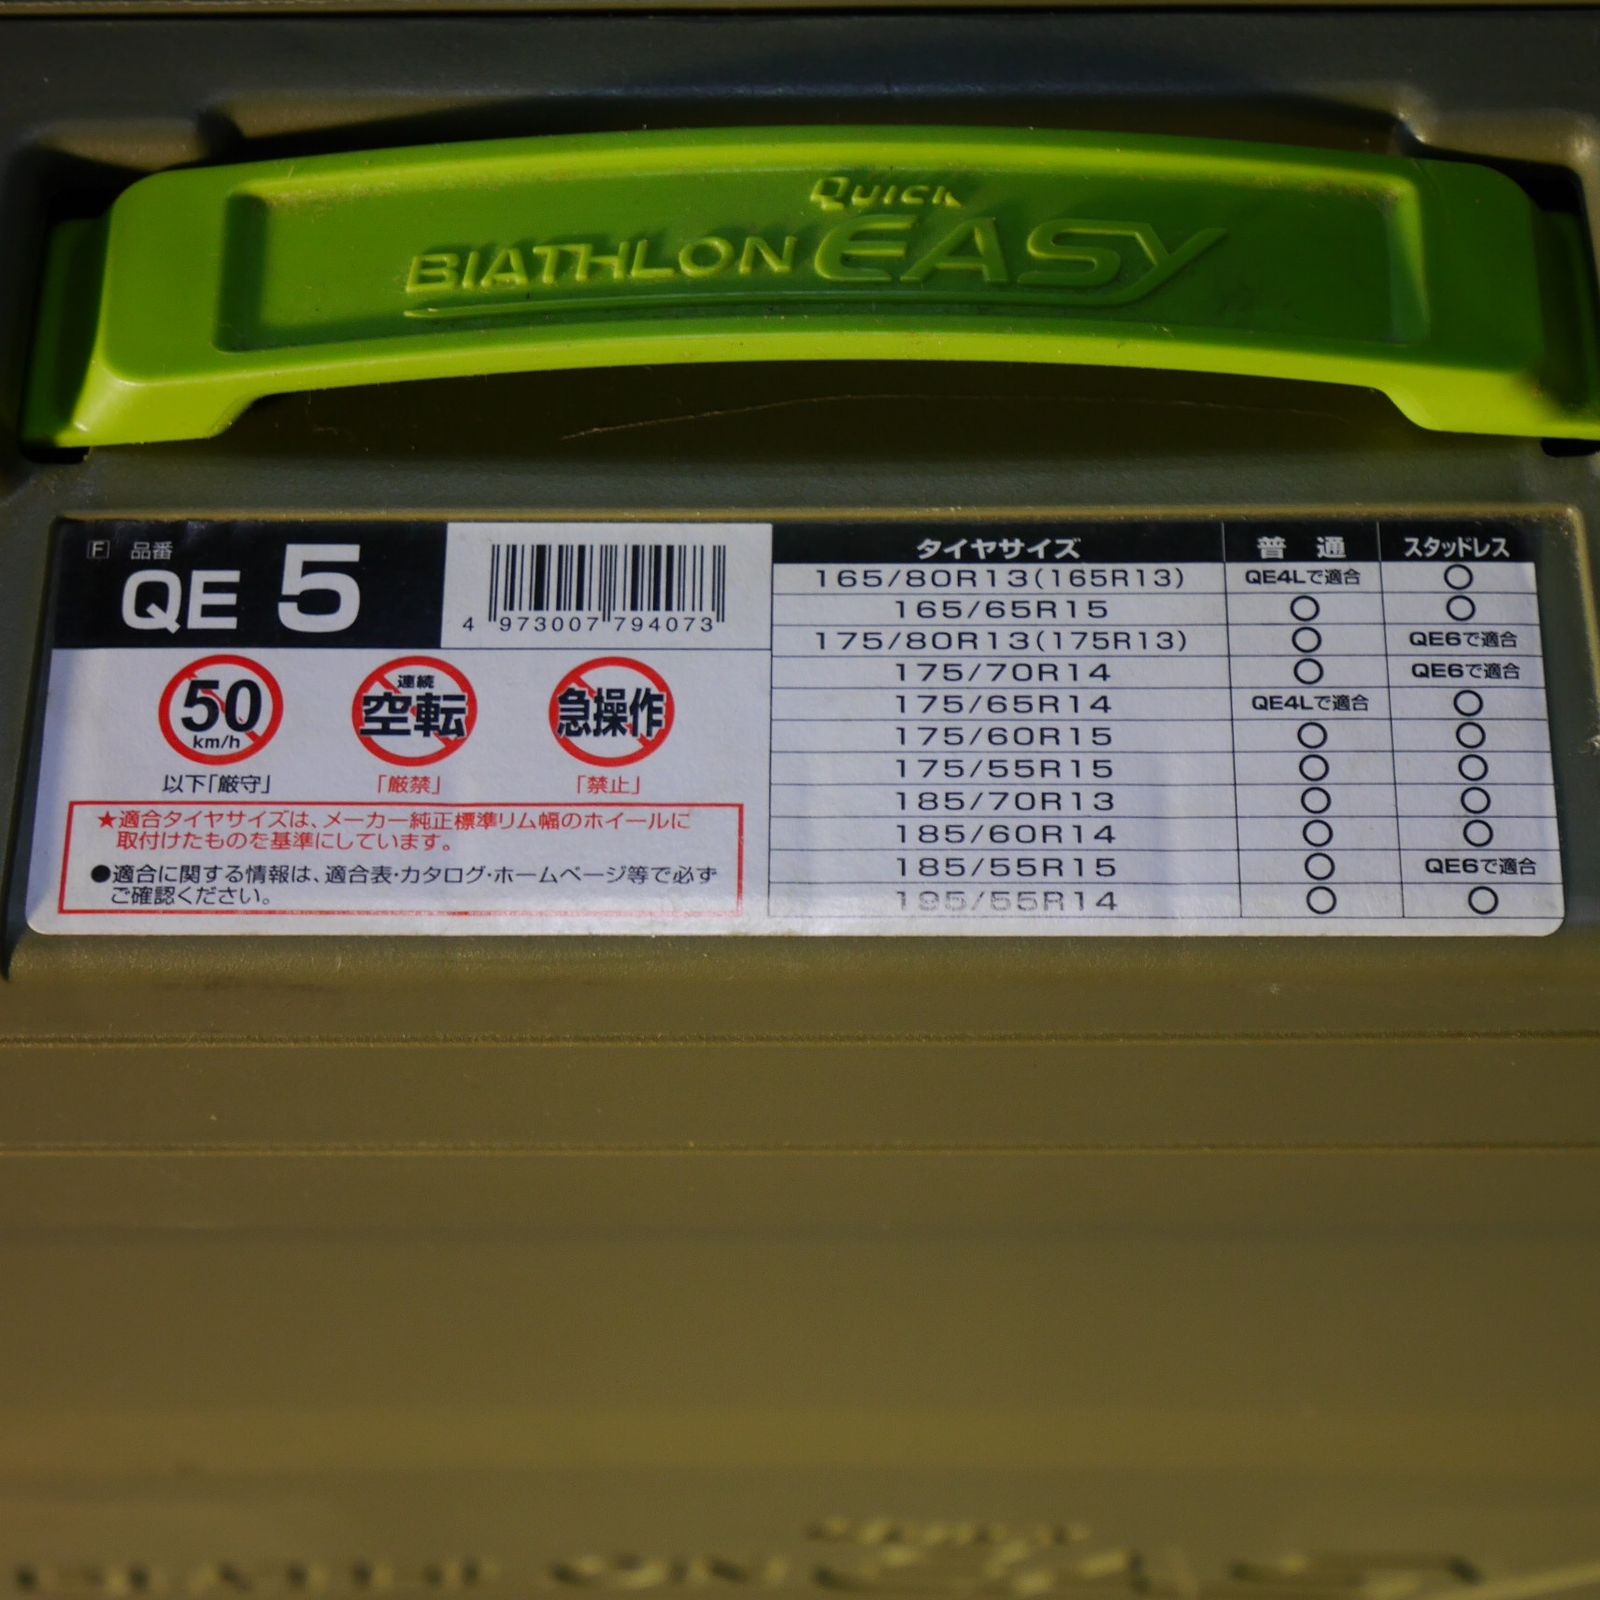 Quick
BIATHLON EASY
F 品番
QE 5
4 973007 794073
50
km/h
以下「厳守」
連続
空転
「厳禁」
急操作
「禁止」
★適合タイヤサイズは、メーカー純正標準リム幅のホイールに
取付けたものを基準にしています。
●適合に関する情報は、適合表・カタログ・ホームページ等で必ず
ご確認ください。
タイヤサイズ 普通 スタッドレス
165/80R13(165R13) QE4Lで適合 ○
165/65R15 ○ ○
175/80R13(175R13) ○ QE6で適合
175/70R14 ○ QE6で適合
175/65R14 QE4Lで適合 ○
175/60R15 ○ ○
175/55R15 ○ ○
185/70R13 ○ ○
185/60R14 ○ ○
185/55R15 ○ QE6で適合
195/55R14 ○ ○